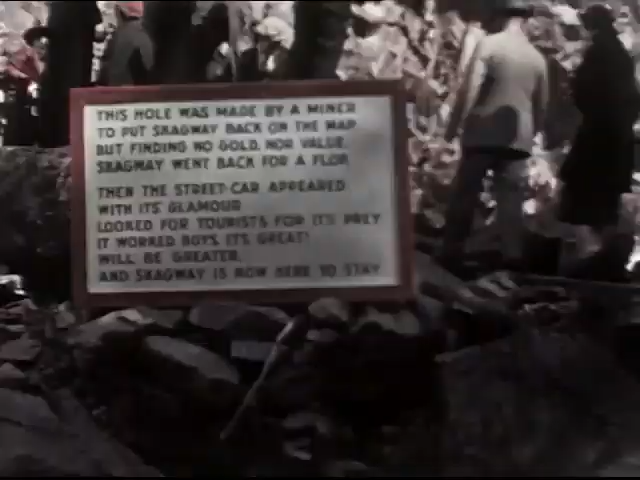 THIS HOLE WAS MADE BY A MINER
TO PUT SKAGWAY BACK ON THE MAP
BUT FINDING NO GOLD, NOR VALUE,
SKAGWAY WENT BACK FOR A FLOP.
THEN THE STREET-CAR APPEARED
WITH ITS GLAMOUR
LOOKED FOR TOURISTS FOR ITS PREY
IT WORKED BOYS, ITS GREAT!
WILL BE GREATER,
AND SKAGWAY IS NOW HERE TO STAY